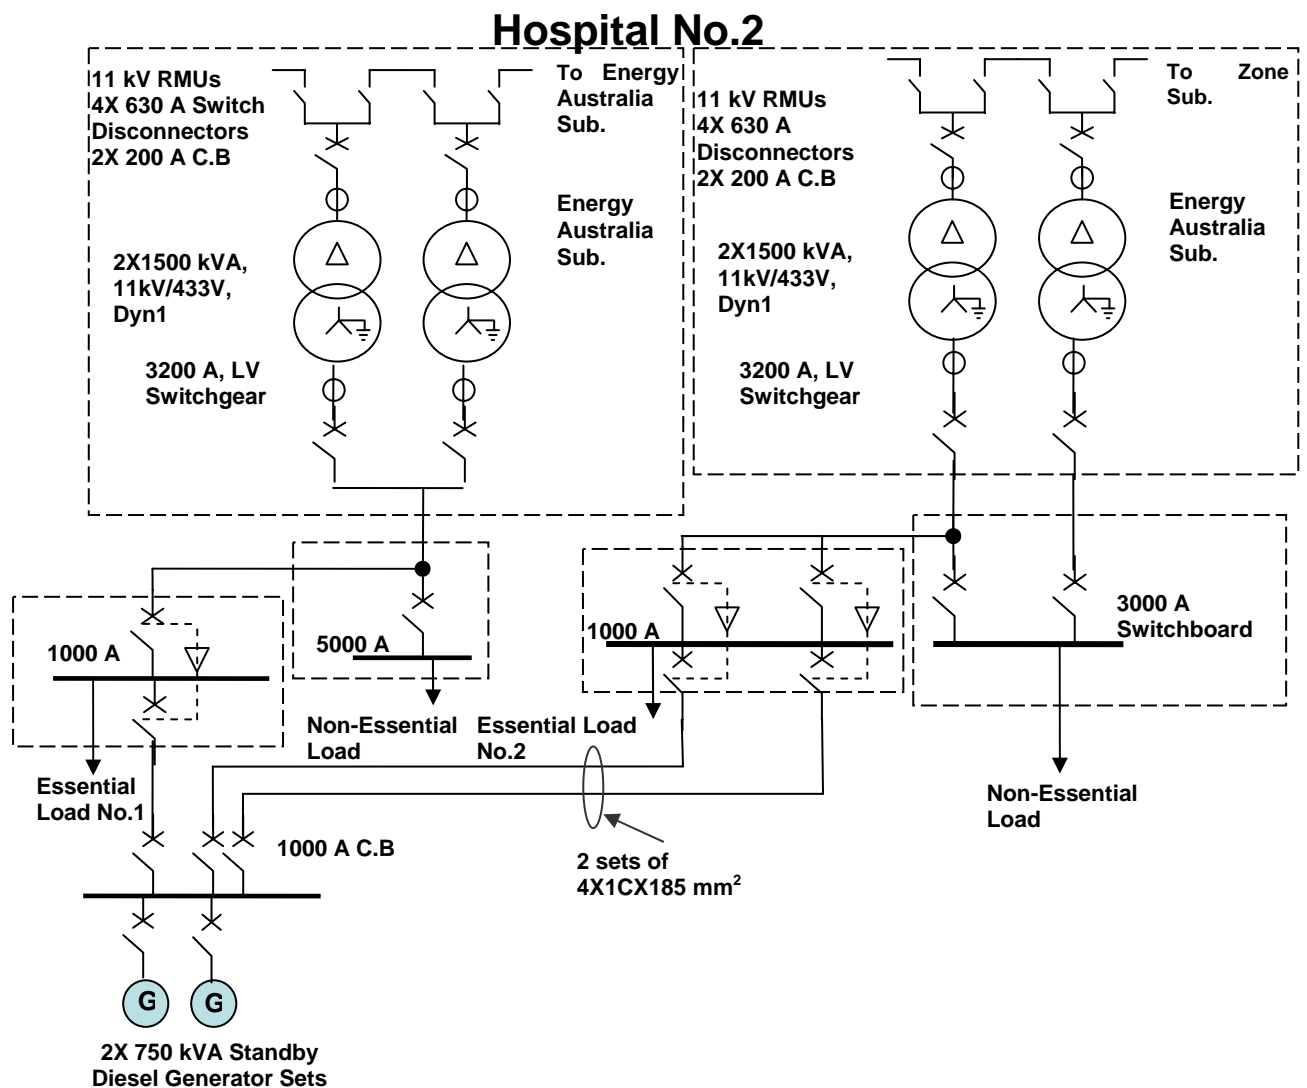 Hospital No.2
11 kV RMUs
4X 630 A Switch
Disconnectors
2X 200 A C.B
To Energy
Australia
Sub.
Energy
Australia
Sub.
2X1500 kVA,
11kV/433V,
Dyn1
3200 A, LV
Switchgear
11 kV RMUs
4X 630 A
Disconnectors
2X 200 A C.B
To Zone
Sub.
Energy
Australia
Sub.
2X1500 kVA,
11kV/433V,
Dyn1
3200 A, LV
Switchgear
1000 A
5000 A
1000 A
3000 A
Switchboard
Non-Essential
Load
Essential Load
No.2
Essential
Load No.1
Non-Essential
Load
1000 A C.B
2 sets of
4X1CX185 mm²
G
G
2X 750 kVA Standby
Diesel Generator Sets